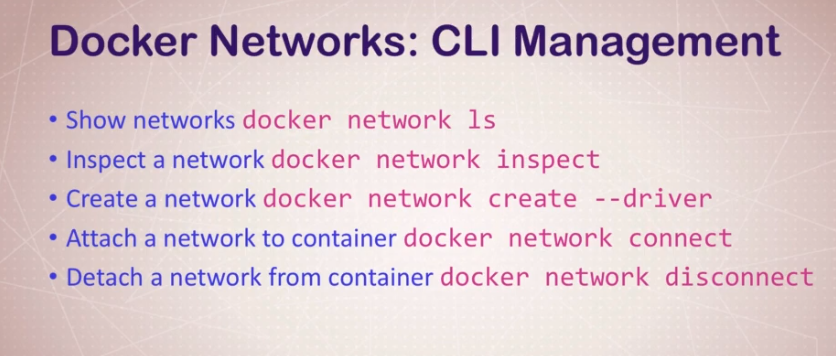 Docker Networks: CLI Management
• Show networks docker network ls
• Inspect a network docker network inspect
• Create a network docker network create --driver
• Attach a network to container docker network connect
• Detach a network from container docker network disconnect